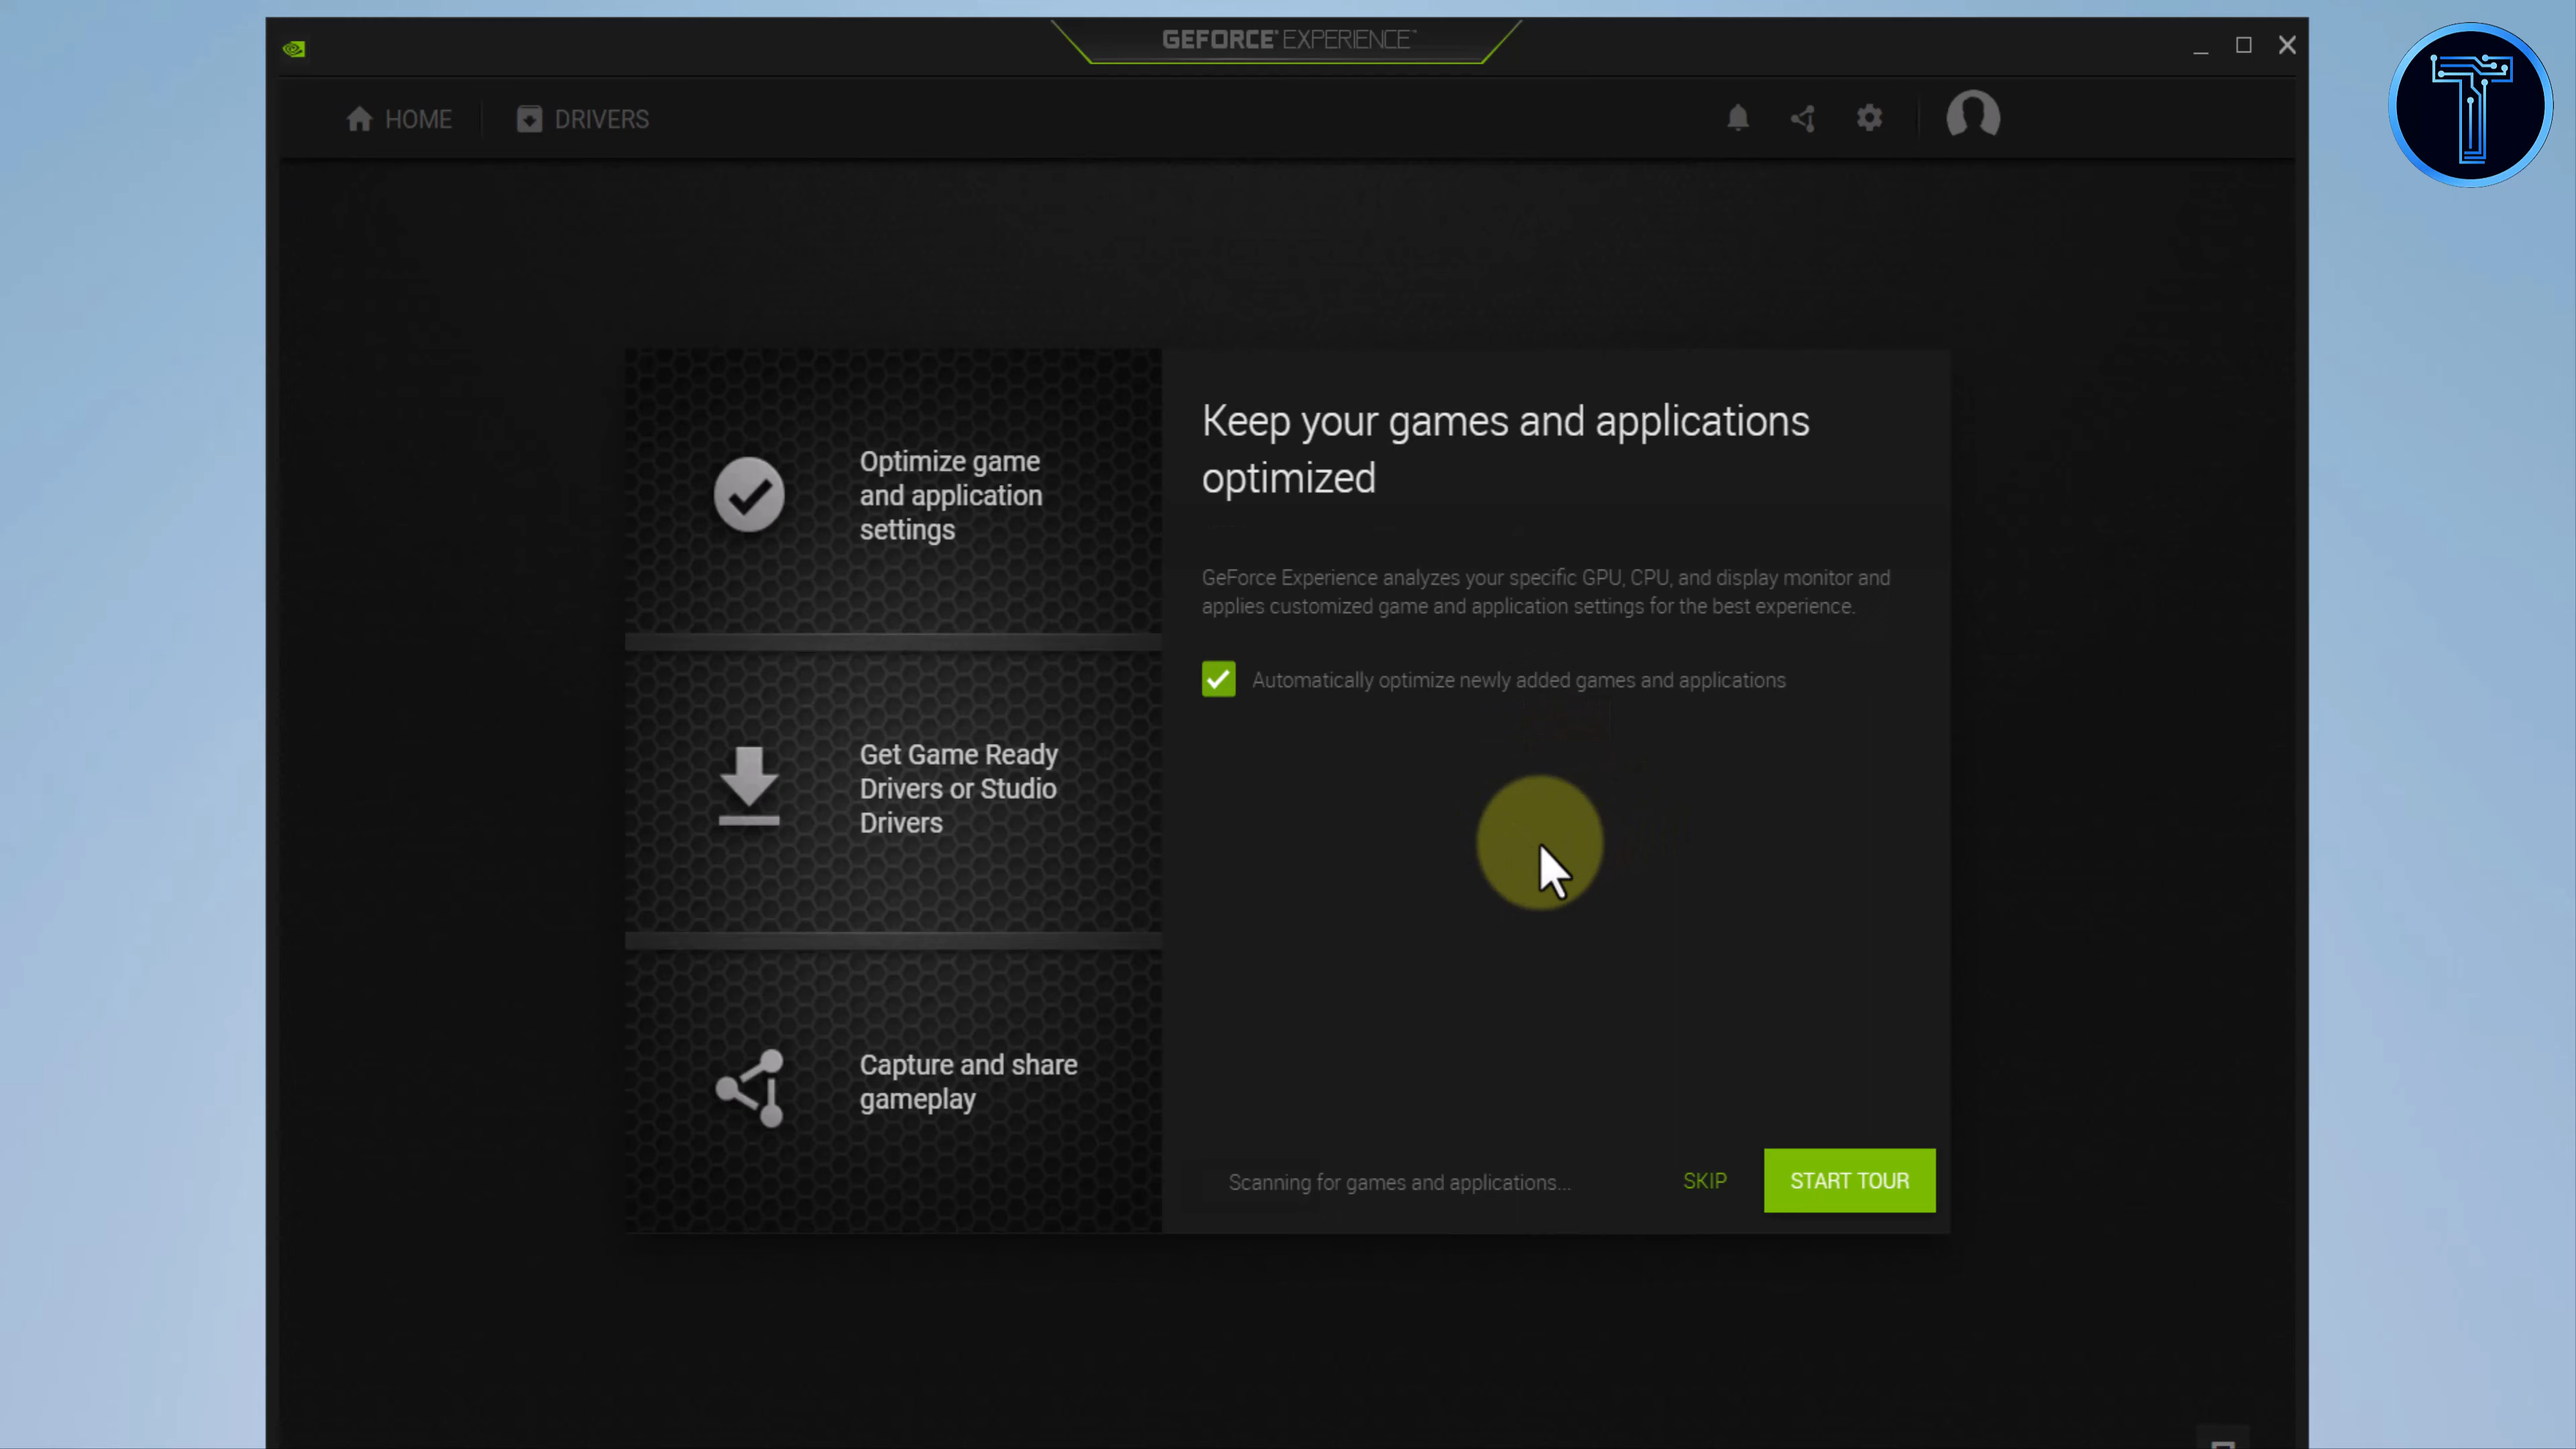 GEFORCE EXPERIENCE™
HOME
DRIVERS
Optimize game
and application
settings
Get Game Ready
Drivers or Studio
Drivers
Capture and share
gameplay
Keep your games and applications
optimized
GeForce Experience analyzes your specific GPU, CPU, and display monitor and
applies customized game and application settings for the best experience.
Automatically optimize newly added games and applications
Scanning for games and applications...
SKIP
START TOUR